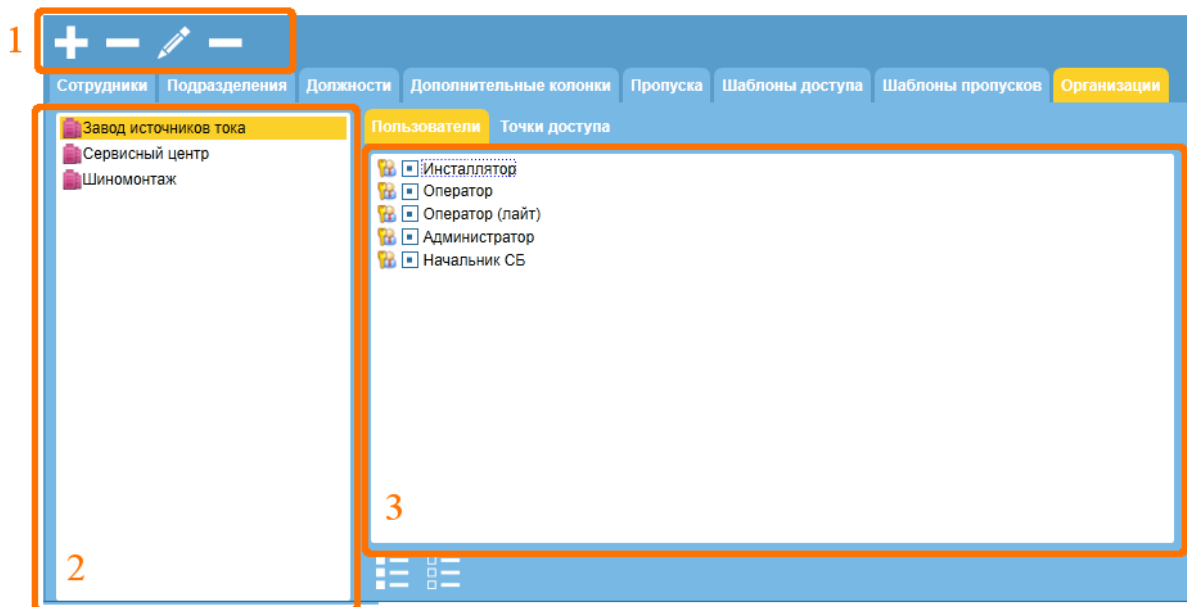 1
Сотрудники Подразделения Должности Дополнительные колонки Пропуска Шаблоны доступа Шаблоны пропусков Организации
Завод источников тока
Сервисный центр
Шиномонтаж
2
Пользователи Точки доступа
Инсталлятор
Оператор
Оператор (лайт)
Администратор
Начальник СБ
3